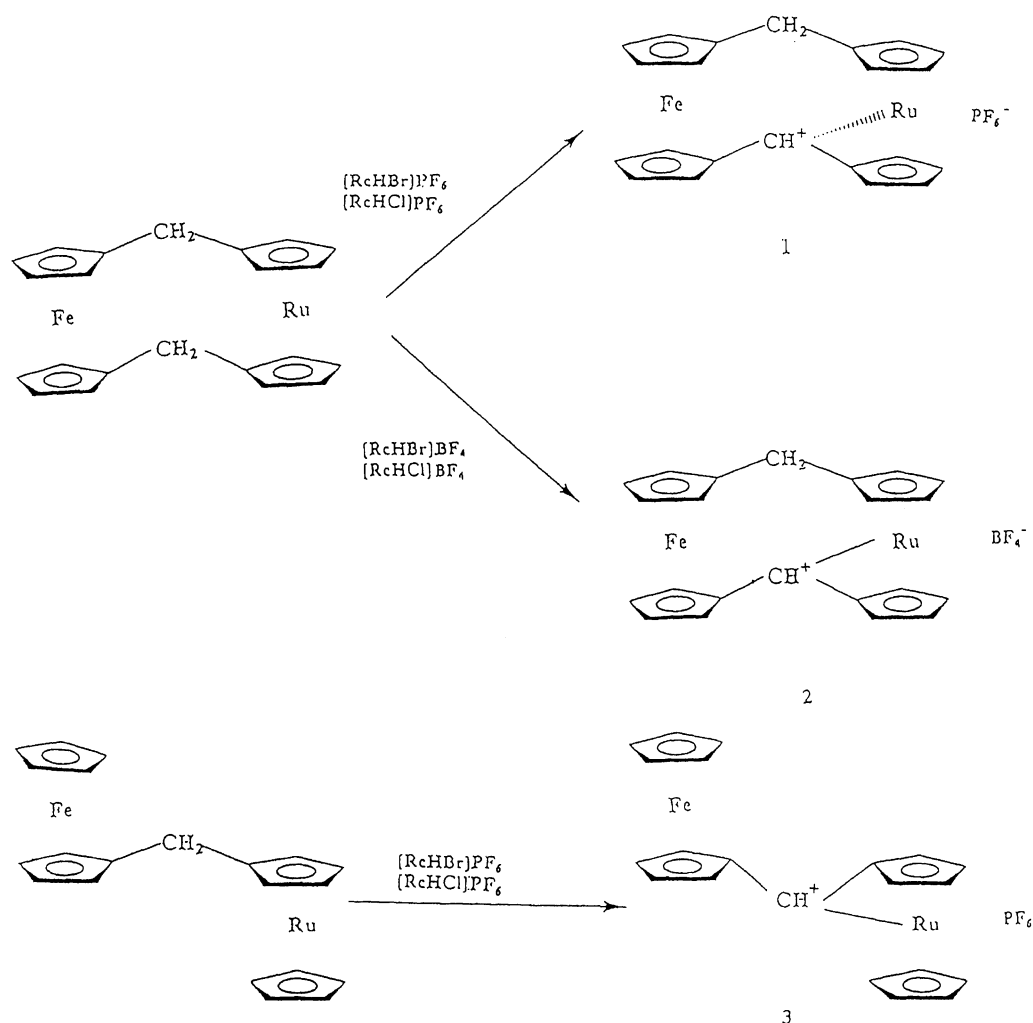 CH₂
Fe
Ru
PF₆⁻
CH⁺
1
[RcHBr]PF₆
[RcHCl]PF₆
CH₂
Fe
Ru
CH₂
[RcHBr]BF₄
[RcHCl]BF₄
CH₂
Fe
Ru
BF₄⁻
CH⁺
2
Fe
CH₂
Ru
[RcHBr]PF₆
[RcHCl]PF₆
Fe
CH⁺
Ru
PF₆
3